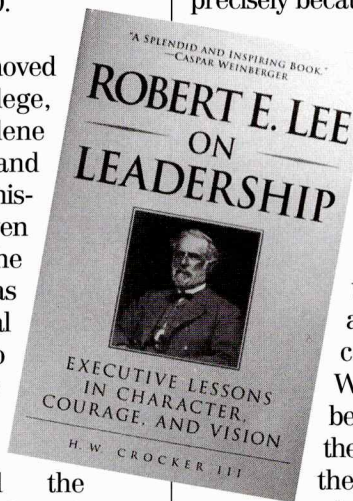 precisely becau
oved
lege,
lene
and
his-
en
ne
as
al
o
l the
"A SPLENDID AND INSPIRING BOOK."
—CASPAR WEINBERGER
ROBERT E. LEE
ON
LEADERSHIP
EXECUTIVE LESSONS
IN CHARACTER,
COURAGE, AND VISION
H. W. CROCKER III
a
c
W
be
the
the